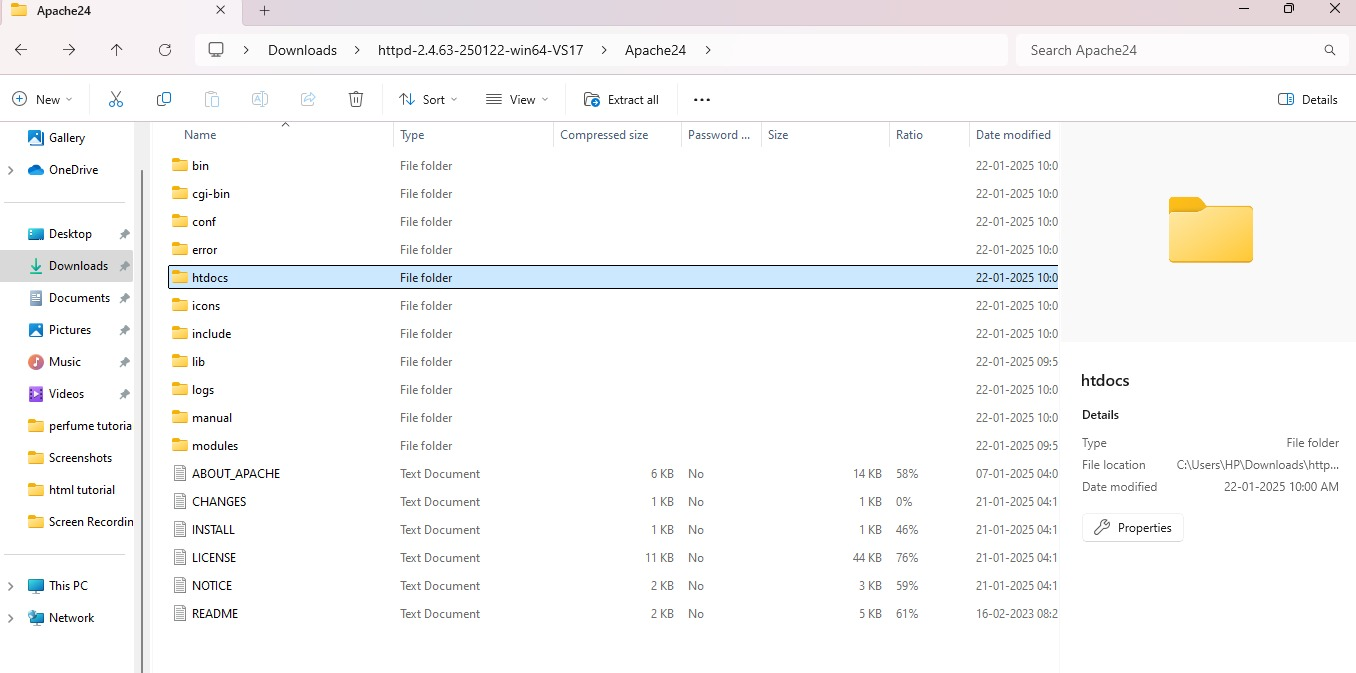 Apache24
Downloads httpd-2.4.63-250122-win64-VS17 Apache24 Search Apache24
New Sort View Extract all ... Details
Gallery
OneDrive
Desktop
Downloads
Documents
Pictures
Music
Videos
perfume tutoria
Screenshots
html tutorial
Screen Recordin
This PC
Network
Name Type Compressed size Password ... Size Ratio Date modified
bin File folder 22-01-2025 10:0
cgi-bin File folder 22-01-2025 10:0
conf File folder 22-01-2025 10:0
error File folder 22-01-2025 10:0
htdocs File folder 22-01-2025 10:0
icons File folder 22-01-2025 10:0
include File folder 22-01-2025 10:0
lib File folder 22-01-2025 09:5
logs File folder 22-01-2025 10:0
manual File folder 22-01-2025 10:0
modules File folder 22-01-2025 09:5
ABOUT_APACHE Text Document 6 KB No 14 KB 58% 07-01-2025 04:0
CHANGES Text Document 1 KB No 1 KB 0% 21-01-2025 04:1
INSTALL Text Document 1 KB No 1 KB 46% 21-01-2025 04:1
LICENSE Text Document 11 KB No 44 KB 76% 21-01-2025 04:1
NOTICE Text Document 2 KB No 3 KB 59% 21-01-2025 04:1
README Text Document 2 KB No 5 KB 61% 16-02-2023 08:2
htdocs
Details
Type File folder
File location C:\Users\HP\Downloads\http...
Date modified 22-01-2025 10:00 AM
Properties